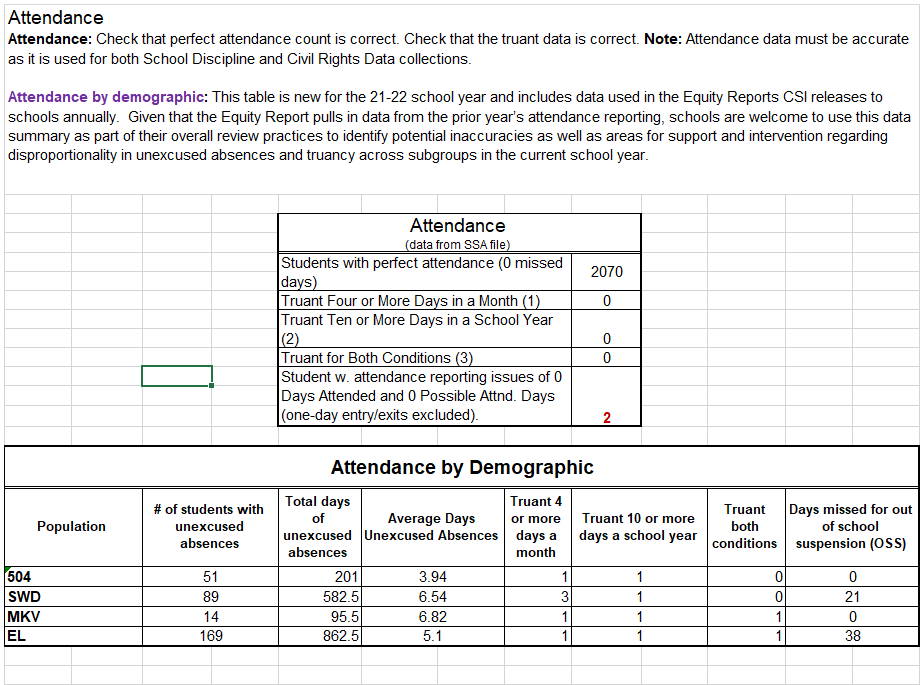 Attendance
Attendance: Check that perfect attendance count is correct. Check that the truant data is correct. Note: Attendance data must be accurate
as it is used for both School Discipline and Civil Rights Data collections.
Attendance by demographic: This table is new for the 21-22 school year and includes data used in the Equity Reports CSI releases to
schools annually.  Given that the Equity Report pulls in data from the prior year's attendance reporting, schools are welcome to use this data
summary as part of their overall review practices to identify potential inaccuracies as well as areas for support and intervention regarding
disproportionality in unexcused absences and truancy across subgroups in the current school year.
Attendance
(data from SSA file)
Students with perfect attendance (0 missed
days)
2070
Truant Four or More Days in a Month (1)
0
Truant Ten or More Days in a School Year
(2)
0
Truant for Both Conditions (3)
0
Student w. attendance reporting issues of 0
Days Attended and 0 Possible Attnd. Days
(one-day entry/exits excluded).
2
Attendance by Demographic
Population
# of students with
unexcused
absences
Total days
of
unexcused
absences
Average Days
Unexcused Absences
Truant 4
or more
days a
month
Truant 10 or more
days a school year
Truant
both
conditions
Days missed for out
of school
suspension (OSS)
504 51 201 3.94 1 1 0 0
SWD 89 582.5 6.54 3 1 0 21
MKV 14 95.5 6.82 1 1 1 0
EL 169 862.5 5.1 1 1 1 38